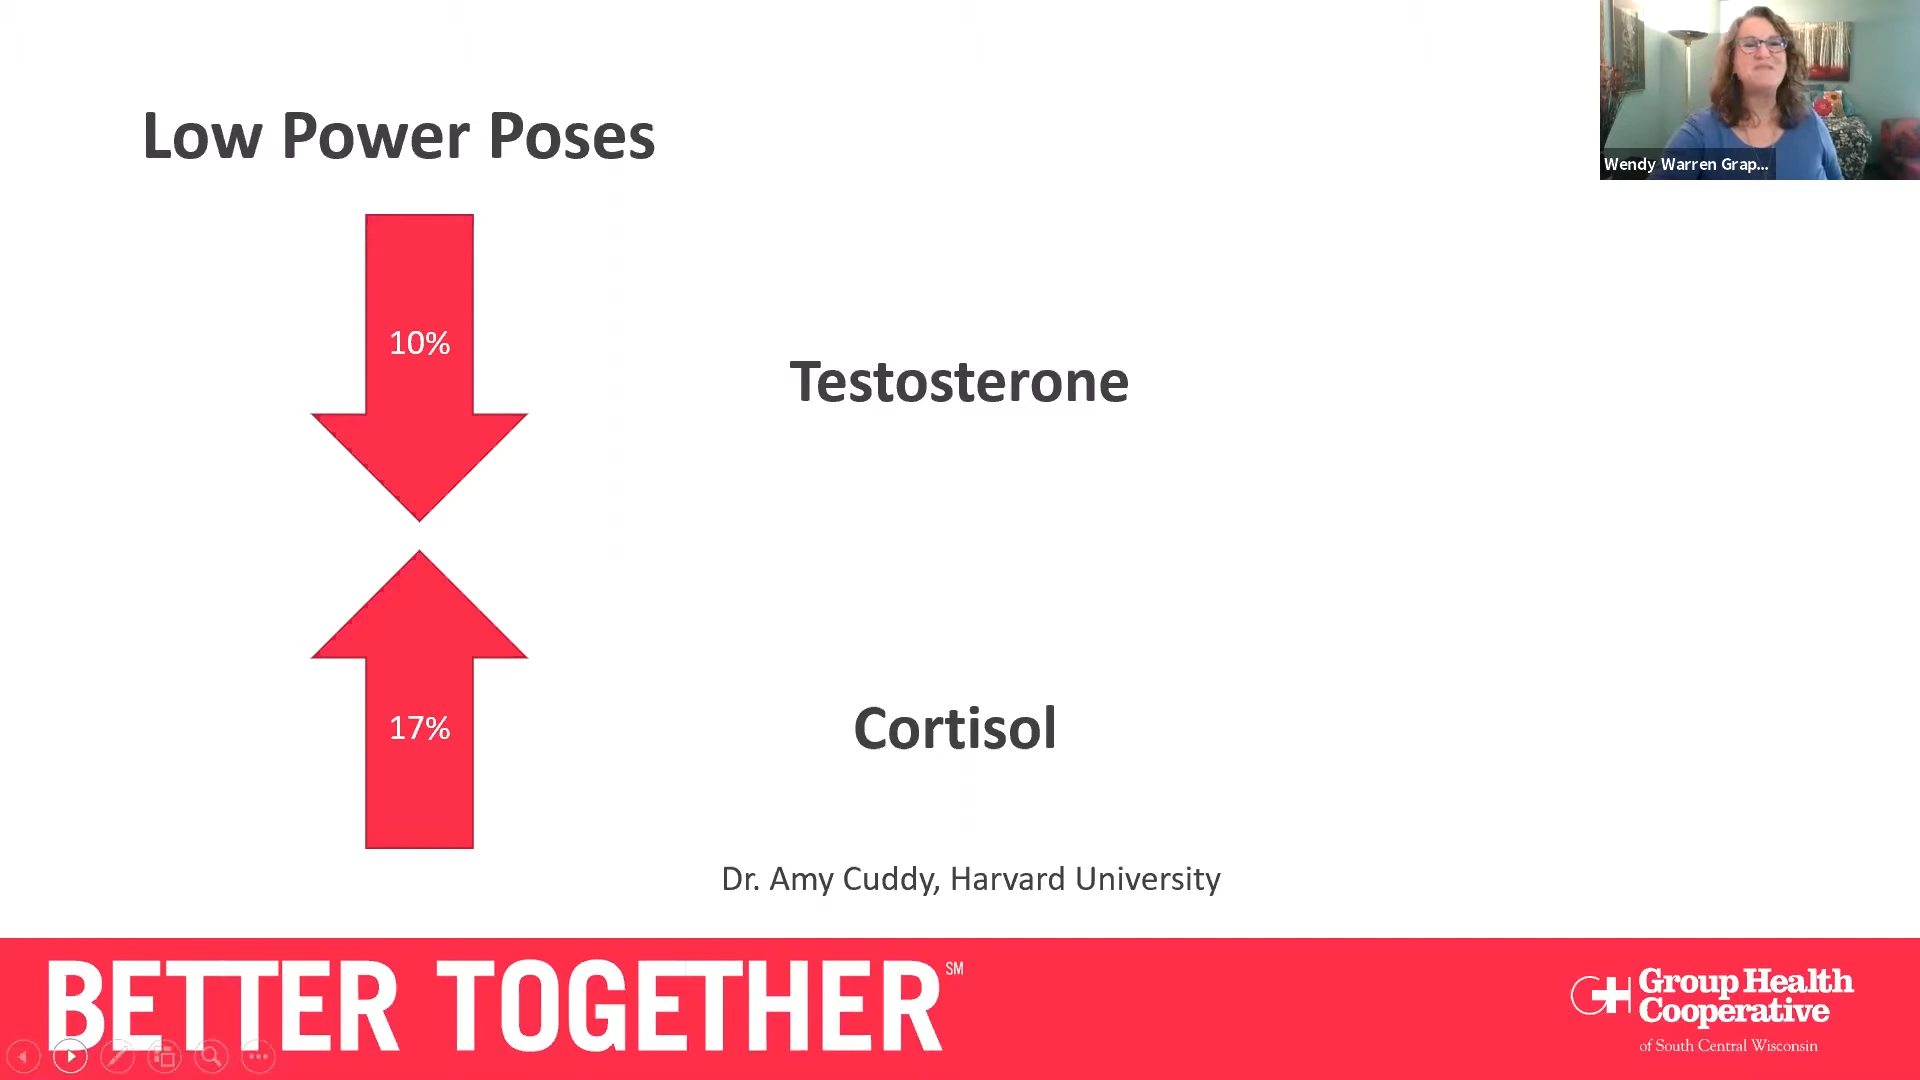 Low Power Poses
Wendy Warren Grap...
10%
Testosterone
17%
Cortisol
Dr. Amy Cuddy, Harvard University
BETTER TOGETHER SM
Group Health
Cooperative
of South Central Wisconsin